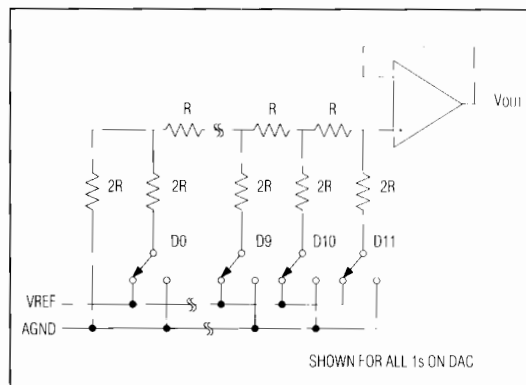 VOUT
R R R
2R 2R 2R 2R 2R
D0 D9 D10 D11
VREF
AGND
SHOWN FOR ALL 1s ON DAC